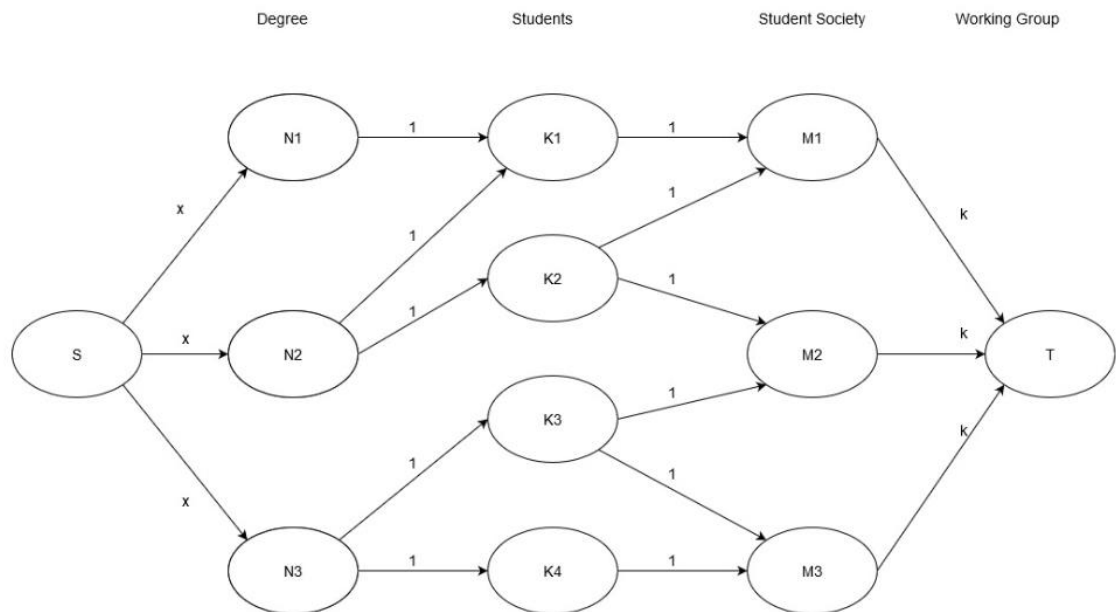 Degree Students Student Society Working Group
N1 1 K1 1 M1
x 1 1 k
K2 1
S x N2 1 M2 k T
K3 1
x 1 1 k
N3 1 K4 1 M3